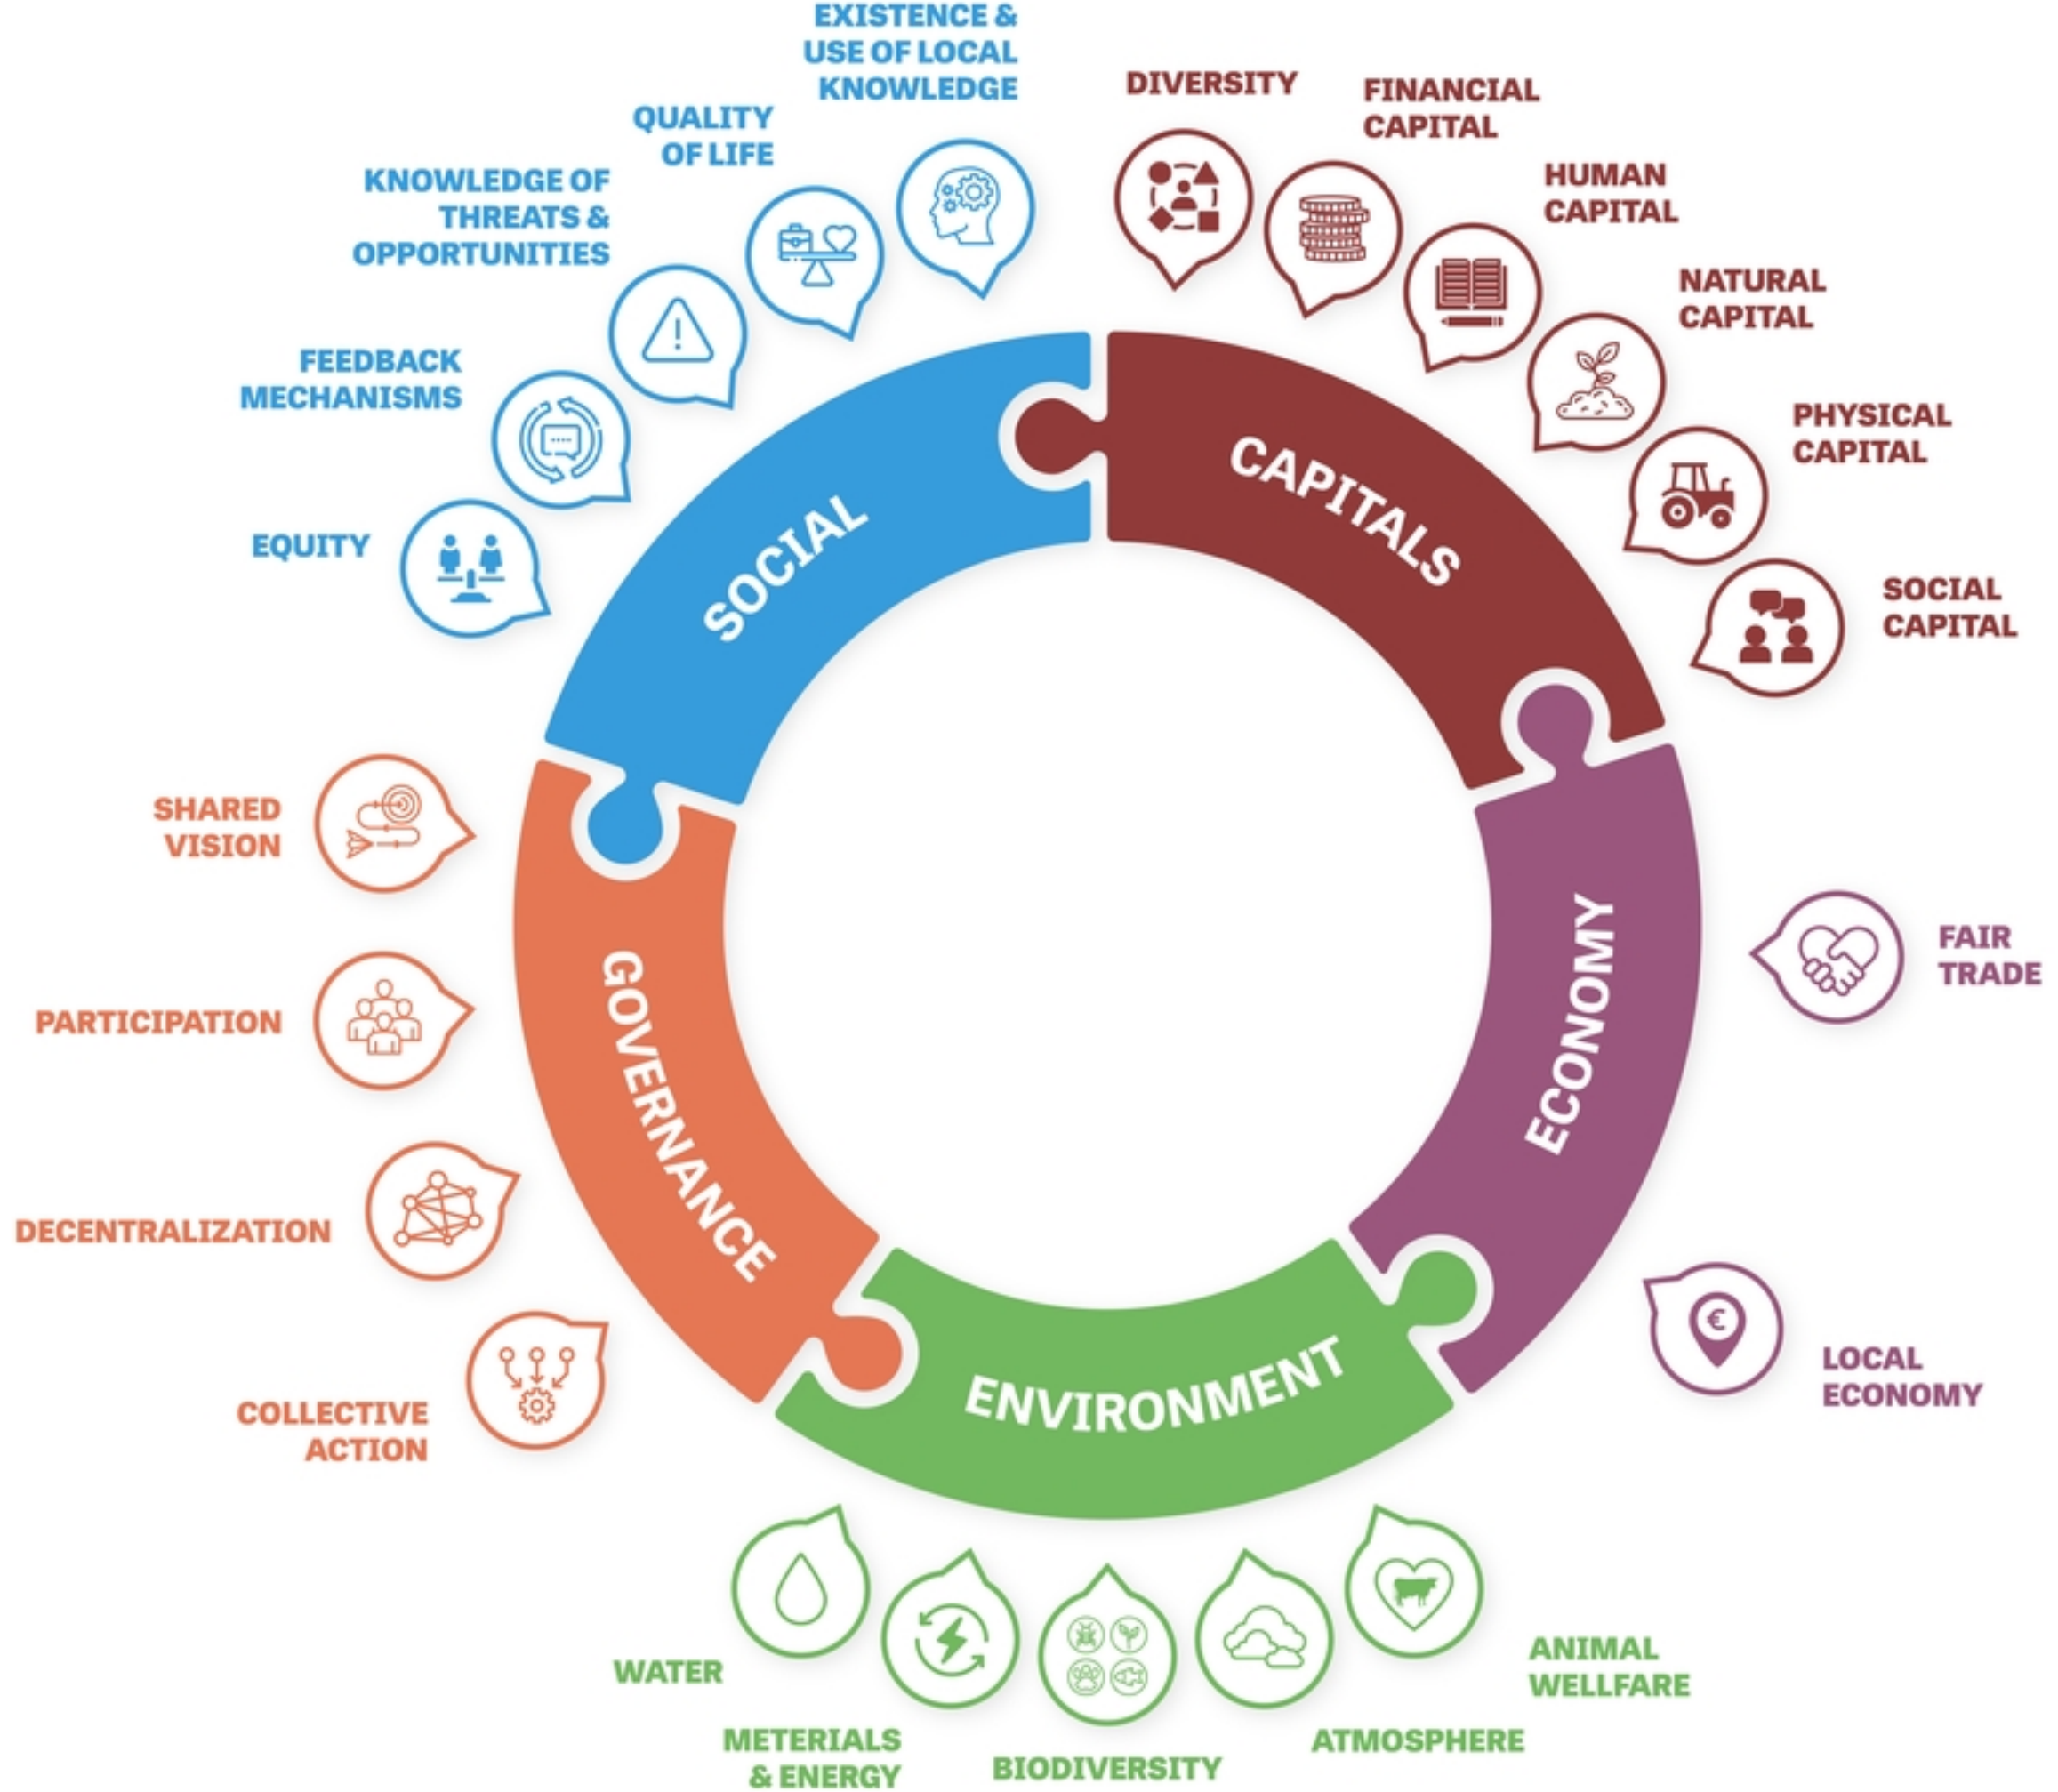 EXISTENCE &
USE OF LOCAL
KNOWLEDGE
QUALITY
OF LIFE
KNOWLEDGE OF
THREATS &
OPPORTUNITIES
FEEDBACK
MECHANISMS
EQUITY
SOCIAL
DIVERSITY
FINANCIAL
CAPITAL
HUMAN
CAPITAL
NATURAL
CAPITAL
PHYSICAL
CAPITAL
SOCIAL
CAPITAL
CAPITALS
FAIR
TRADE
€
LOCAL
ECONOMY
ECONOMY
SHARED
VISION
PARTICIPATION
DECENTRALIZATION
COLLECTIVE
ACTION
GOVERNANCE
ENVIRONMENT
WATER
METERIALS
& ENERGY
BIODIVERSITY
ATMOSPHERE
ANIMAL
WELLFARE